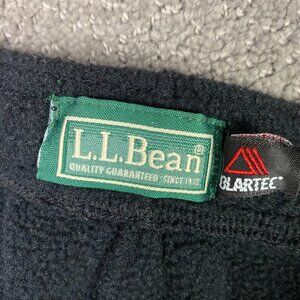 L.L.Bean®
QUALITY GUARANTEED SINCE 1912
OLARTEC